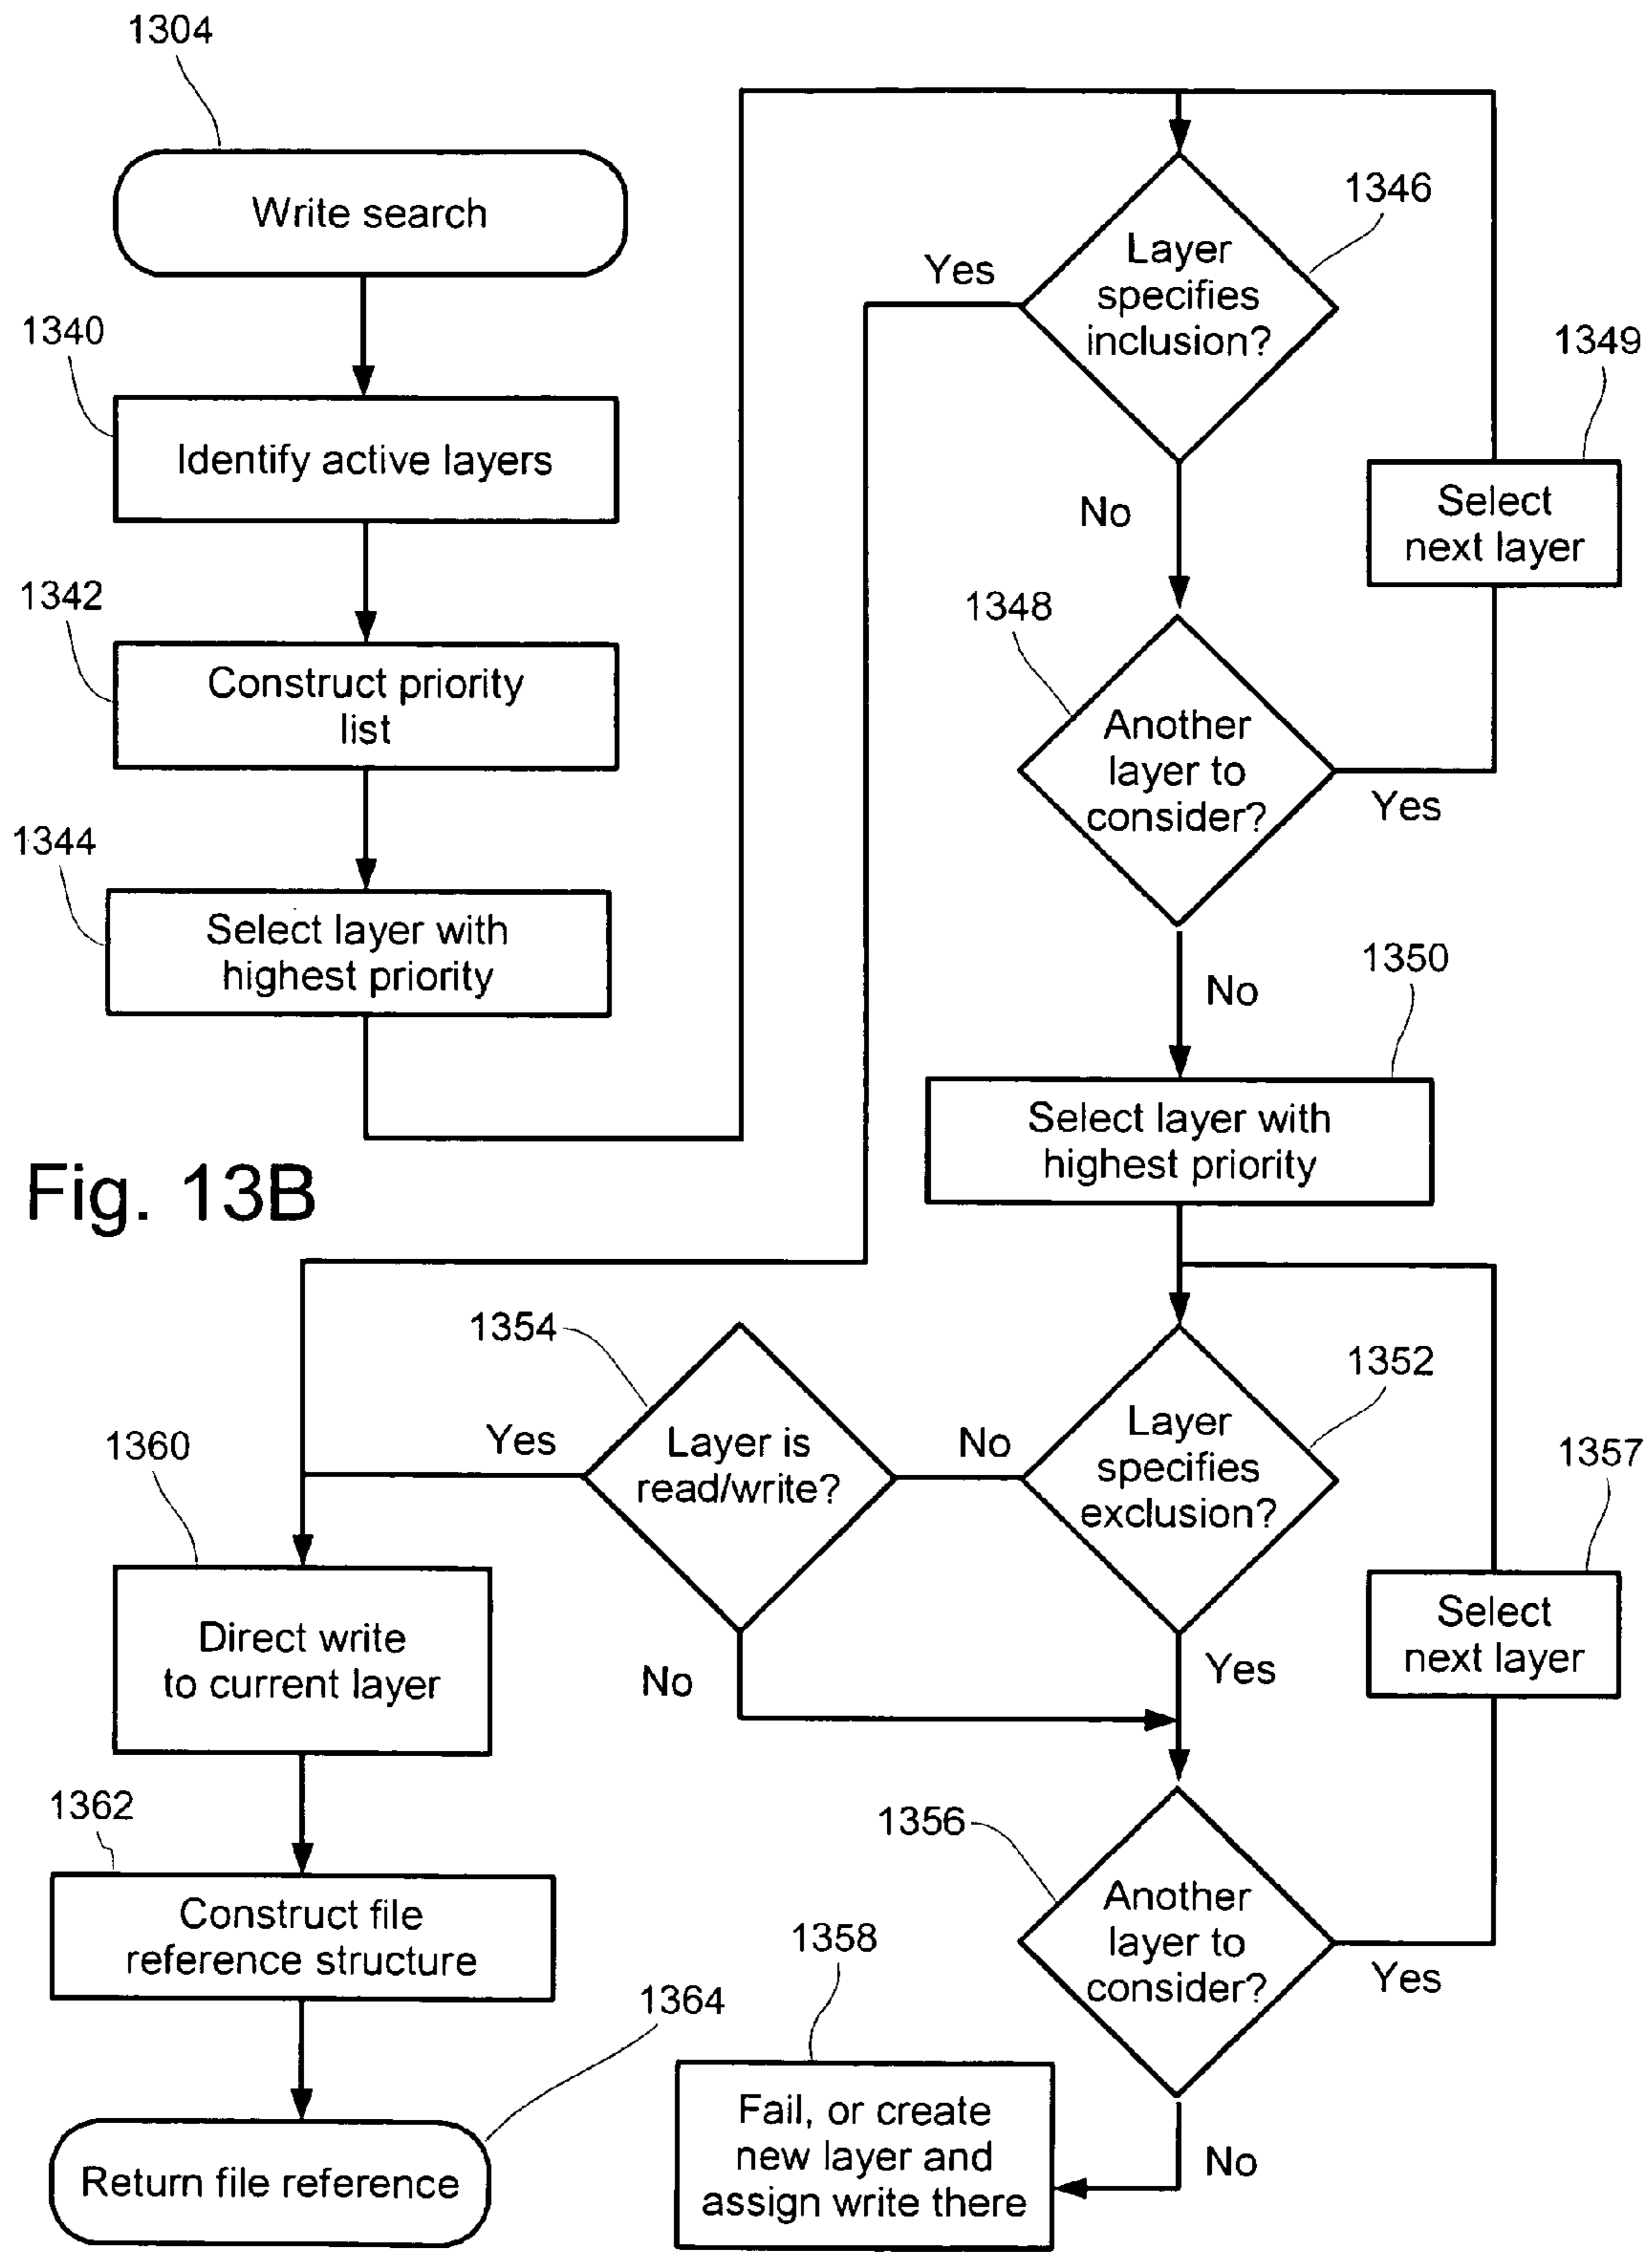 1304
Write search
1340
Identify active layers
1342
Construct priority
list
1344
Select layer with
highest priority
Fig. 13B
1346
Layer
specifies
inclusion?
Yes
No
1349
Select
next layer
1348
Another
layer to
consider?
Yes
No
1350
Select layer with
highest priority
1352
Layer
specifies
exclusion?
No
Yes
1354
Layer is
read/write?
Yes
No
1357
Select
next layer
1356
Another
layer to
consider?
Yes
No
1358
Fail, or create
new layer and
assign write there
1360
Direct write
to current layer
1362
Construct file
reference structure
1364
Return file reference